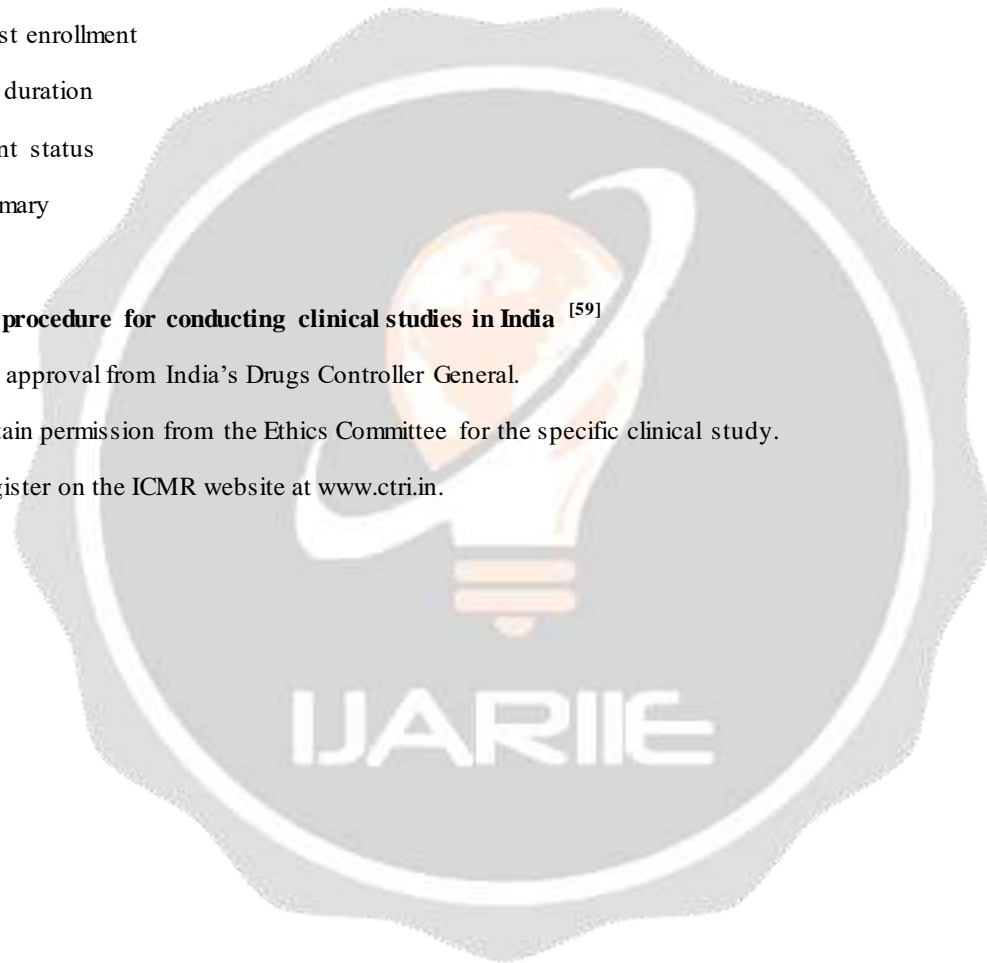 st enrollment
duration
nt status
mary
procedure for conducting clinical studies in India [59]
approval from India’s Drugs Controller General.
tain permission from the Ethics Committee for the specific clinical study.
gister on the ICMR website at www.ctri.in.
IJARIIE